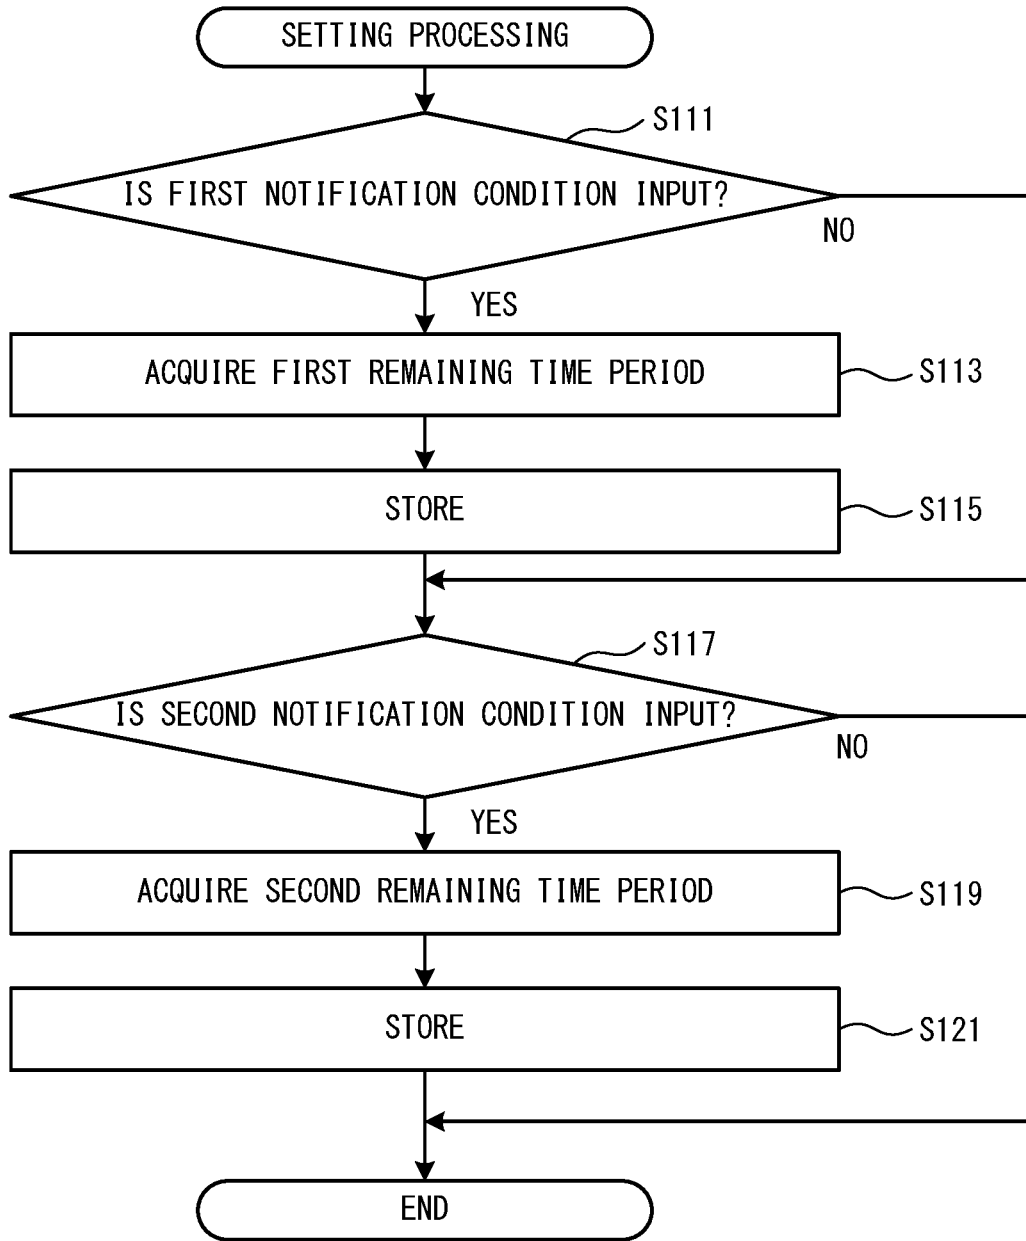 SETTING PROCESSING
S111
IS FIRST NOTIFICATION CONDITION INPUT?
NO
YES
ACQUIRE FIRST REMAINING TIME PERIOD
S113
STORE
S115
S117
IS SECOND NOTIFICATION CONDITION INPUT?
NO
YES
ACQUIRE SECOND REMAINING TIME PERIOD
S119
STORE
S121
END